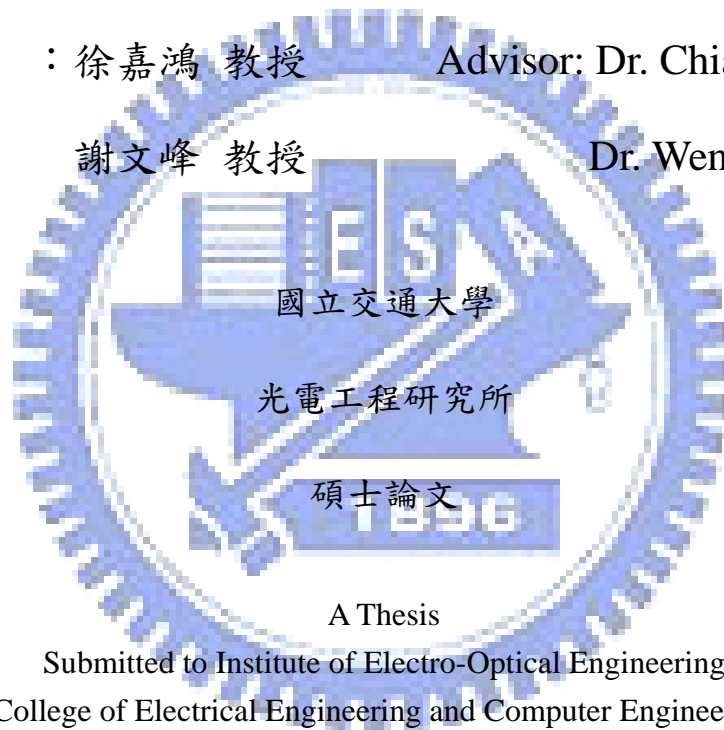 ：徐嘉鴻 教授 Advisor: Dr. Chia
謝文峰 教授 Dr. Wen
E S A
國立交通大學
光電工程研究所
碩士論文
1896
A Thesis
Submitted to Institute of Electro-Optical Engineering
College of Electrical Engineering and Computer Enginee